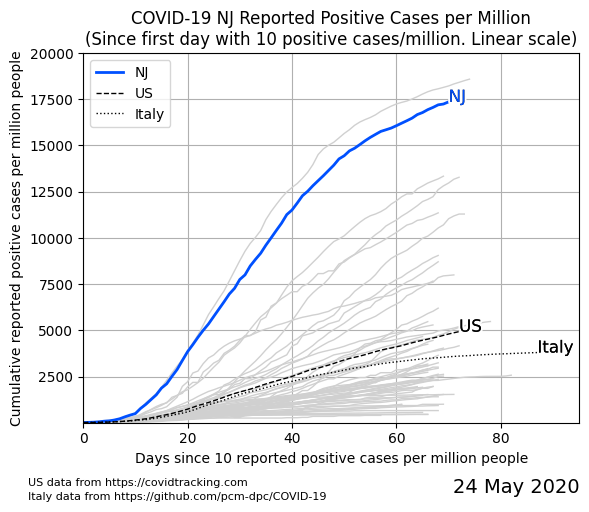 COVID-19 NJ Reported Positive Cases per Million
(Since first day with 10 positive cases/million. Linear scale)
Cumulative reported positive cases per million people
20000
17500
15000
12500
10000
7500
5000
2500
NJ
US
Italy
NJ
US
Italy
0
20
40
60
80
Days since 10 reported positive cases per million people
US data from https://covidtracking.com
Italy data from https://github.com/pcm-dpc/COVID-19
24 May 2020